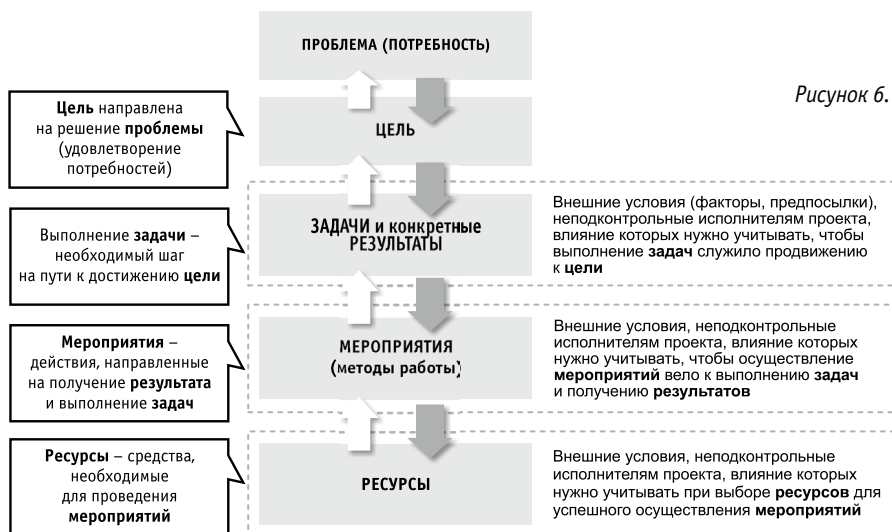 ПРОБЛЕМА (ПОТРЕБНОСТЬ)
Рисунок 6.
Цель направлена
на решение проблемы
(удовлетворение
потребностей)
ЦЕЛЬ
Выполнение задачи –
необходимый шаг
на пути к достижению цели
ЗАДАЧИ и конкретные
РЕЗУЛЬТАТЫ
Внешние условия (факторы, предпосылки),
неподконтрольные исполнителям проекта,
влияние которых нужно учитывать, чтобы
выполнение задач служило продвижению
к цели
Мероприятия –
действия, направленные
на получение результата
и выполнение задач
МЕРОПРИЯТИЯ
(методы работы)
Внешние условия, неподконтрольные
исполнителям проекта, влияние которых
нужно учитывать, чтобы осуществление
мероприятий вело к выполнению задач
и получению результатов
Ресурсы – средства,
необходимые
для проведения
мероприятий
РЕСУРСЫ
Внешние условия, неподконтрольные
исполнителям проекта, влияние которых
нужно учитывать при выборе ресурсов для
успешного осуществления мероприятий